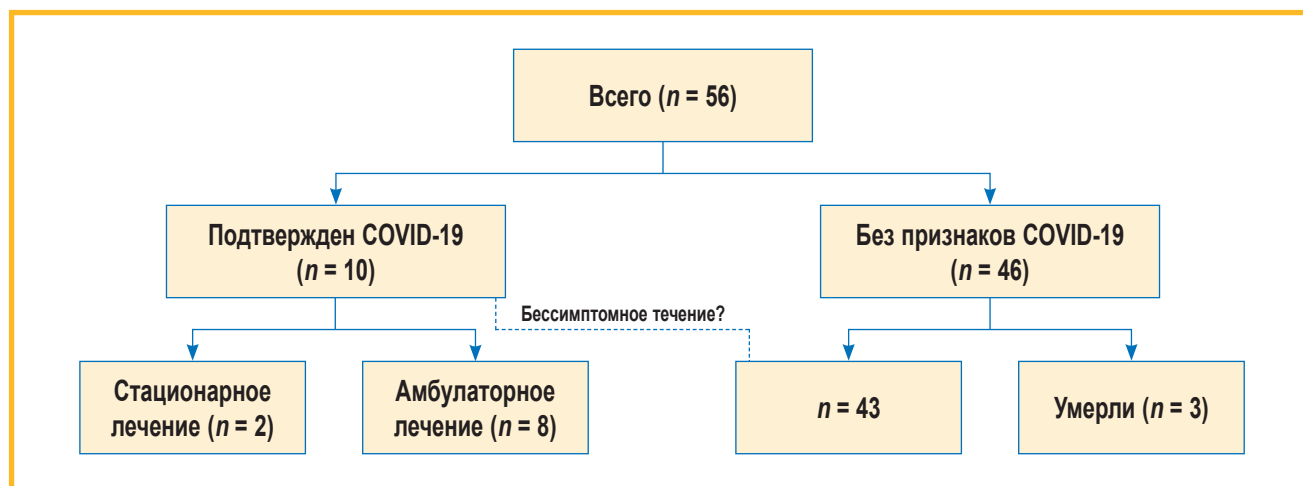 Всего (n = 56)
Подтвержден COVID-19
(n = 10)
Без признаков COVID-19
(n = 46)
Бессимптомное течение?
Стационарное
лечение (n = 2)
Амбулаторное
лечение (n = 8)
n = 43
Умерли (n = 3)